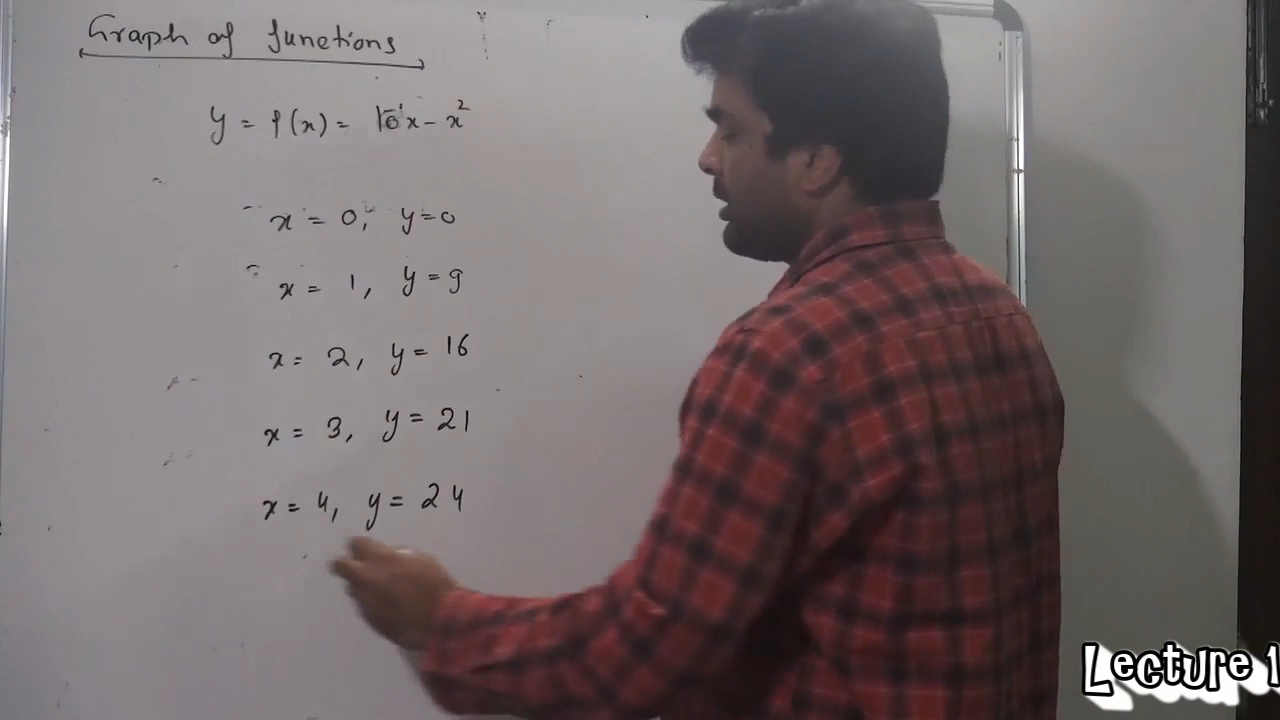 Graph of functions
y = f(x) = 10x - x²
x = 0, y = 0
x = 1, y = 9
x = 2, y = 16
x = 3, y = 21
x = 4, y = 24
Lecture 1